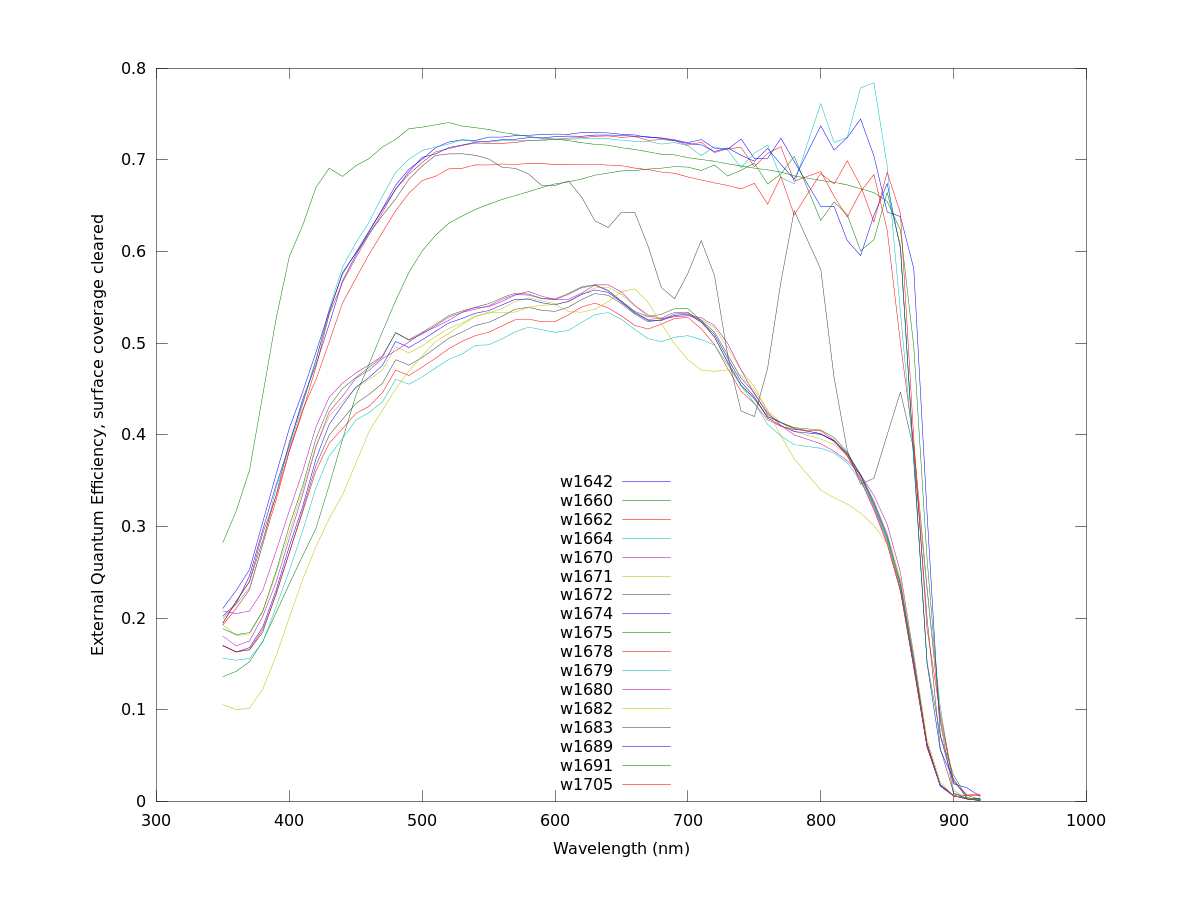 0.8
0.7
0.6
0.5
0.4
0.3
0.2
0.1
0
External Quantum Efficiency, surface coverage cleared
w1642
w1660
w1662
w1664
w1670
w1671
w1672
w1674
w1675
w1678
w1679
w1680
w1682
w1683
w1689
w1691
w1705
300 400 500 600 700 800 900 1000
Wavelength (nm)